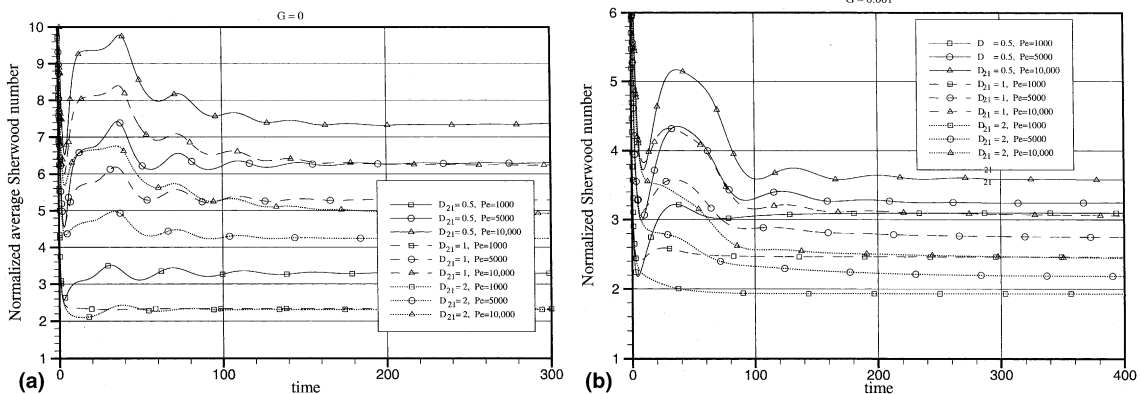 G = 0
Normalized average Sherwood number
10
9
8
7
6
5
4
3
2
1
0
100
200
300
time
D21 = 0.5, Pe=1000
D21 = 0.5, Pe=5000
D21 = 0.5, Pe=10,000
D21 = 1, Pe=1000
D21 = 1, Pe=5000
D21 = 1, Pe=10,000
D21 = 2, Pe=1000
D21 = 2, Pe=5000
D21 = 2, Pe=10,000
(a)
G = 0.001
Normalized Sherwood number
6
5
4
3
2
1
0
100
200
300
400
time
D = 0.5, Pe=1000
D = 0.5, Pe=5000
D21 = 0.5, Pe=10,000
D21 = 1, Pe=1000
D21 = 1, Pe=5000
D21 = 1, Pe=10,000
D21 = 2, Pe=1000
D21 = 2, Pe=5000
D21 = 2, Pe=10,000
21
21
(b)